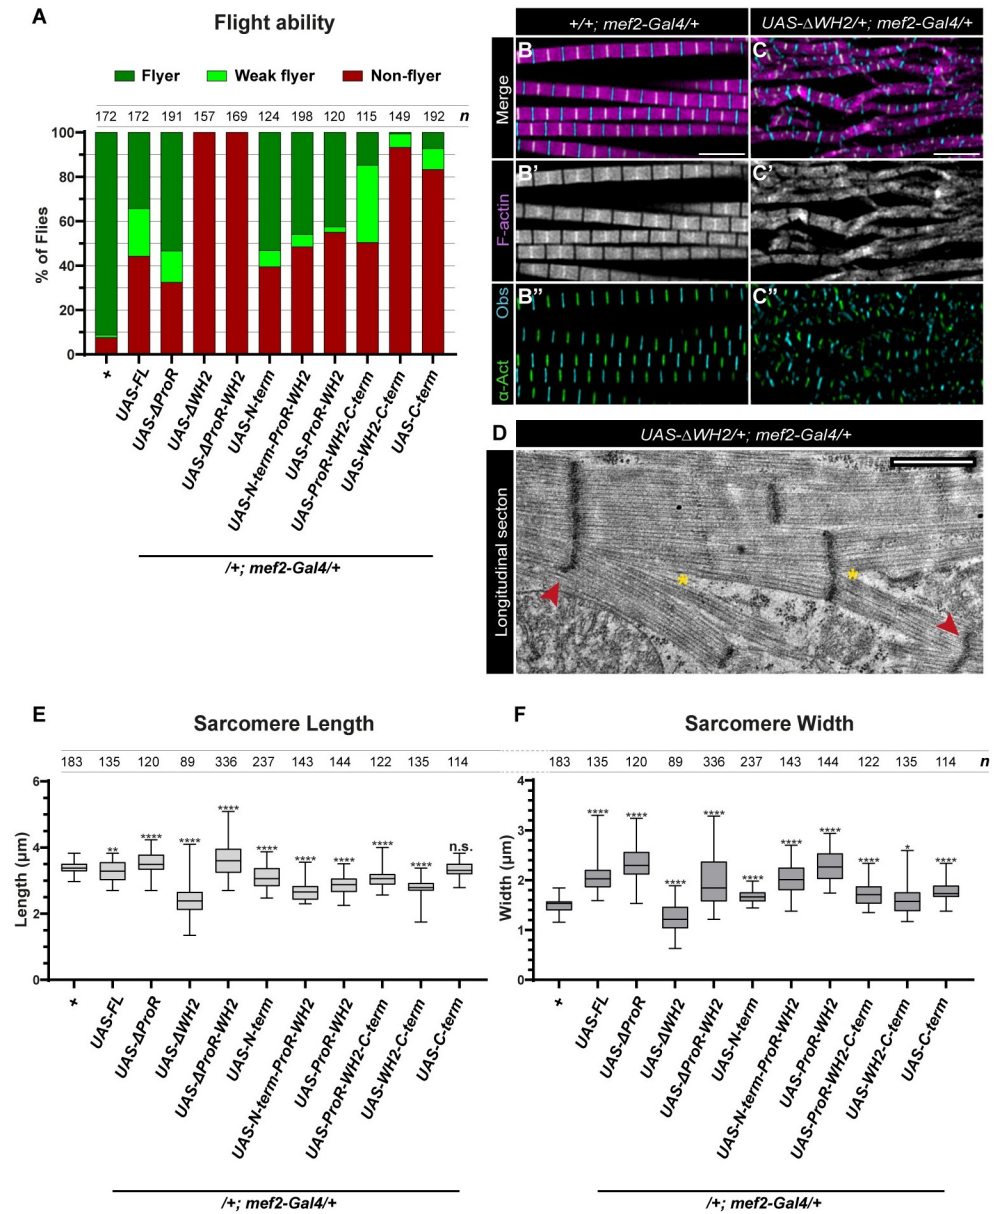 A
Flight ability
Flyer Weak flyer Non-flyer
172 172 191 157 169 124 198 120 115 149 192 n
% of Flies
100
80
60
40
20
0
+
UAS-FL
UAS-ΔProR
UAS-ΔWH2
UAS-ΔProR-WH2
UAS-N-term
UAS-N-term-ProR-WH2
UAS-ProR-WH2
UAS-ProR-WH2-C-term
UAS-WH2-C-term
UAS-C-term
/+; mef2-Gal4/+
+/+; mef2-Gal4/+
UAS-ΔWH2/+; mef2-Gal4/+
Merge
B
C
F-actin
B'
C'
α-Act Obs
B''
C''
D
UAS-ΔWH2/+; mef2-Gal4/+
Longitudinal secton
*
*
E
Sarcomere Length
183 135 120 89 336 237 143 144 122 135 114
Length (µm)
6
4
2
0
** **** **** **** **** **** **** **** **** n.s.
+
UAS-FL
UAS-ΔProR
UAS-ΔWH2
UAS-ΔProR-WH2
UAS-N-term
UAS-N-term-ProR-WH2
UAS-ProR-WH2
UAS-ProR-WH2-C-term
UAS-WH2-C-term
UAS-C-term
/+; mef2-Gal4/+
F
Sarcomere Width
183 135 120 89 336 237 143 144 122 135 114 n
Width (µm)
4
3
2
1
0
**** **** **** **** **** **** **** **** * ****
+
UAS-FL
UAS-ΔProR
UAS-ΔWH2
UAS-ΔProR-WH2
UAS-N-term
UAS-N-term-ProR-WH2
UAS-ProR-WH2
UAS-ProR-WH2-C-term
UAS-WH2-C-term
UAS-C-term
/+; mef2-Gal4/+